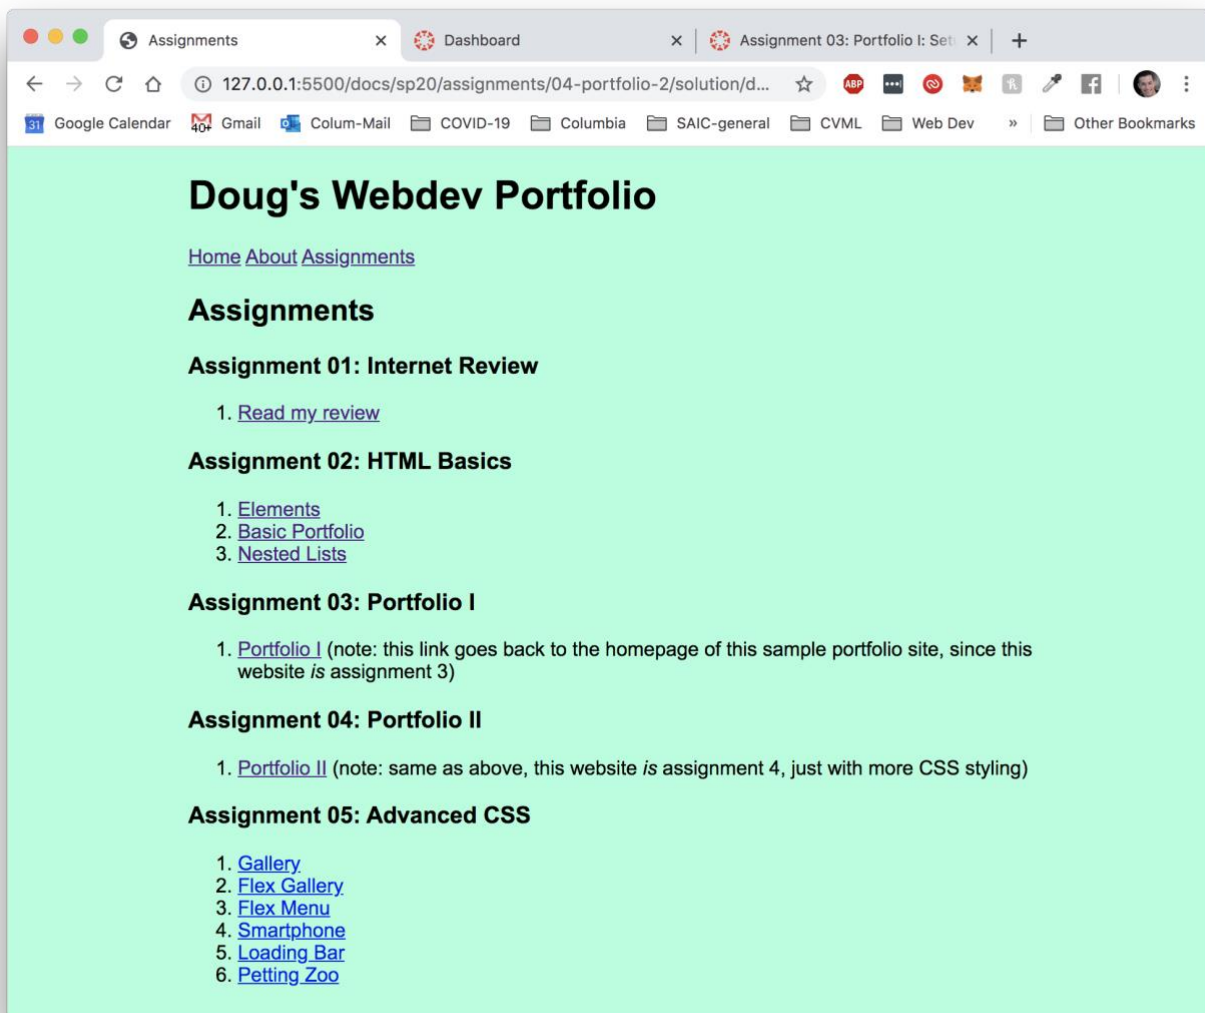 Assignments
Dashboard
Assignment 03: Portfolio I: Set
127.0.0.1:5500/docs/sp20/assignments/04-portfolio-2/solution/d...
ABP
31 Google Calendar 40+ Gmail Colum-Mail COVID-19 Columbia SAIC-general CVML Web Dev » Other Bookmarks
Doug's Webdev Portfolio
Home About Assignments
Assignments
Assignment 01: Internet Review
1. Read my review
Assignment 02: HTML Basics
1. Elements
2. Basic Portfolio
3. Nested Lists
Assignment 03: Portfolio I
1. Portfolio I (note: this link goes back to the homepage of this sample portfolio site, since this
website is assignment 3)
Assignment 04: Portfolio II
1. Portfolio II (note: same as above, this website is assignment 4, just with more CSS styling)
Assignment 05: Advanced CSS
1. Gallery
2. Flex Gallery
3. Flex Menu
4. Smartphone
5. Loading Bar
6. Petting Zoo